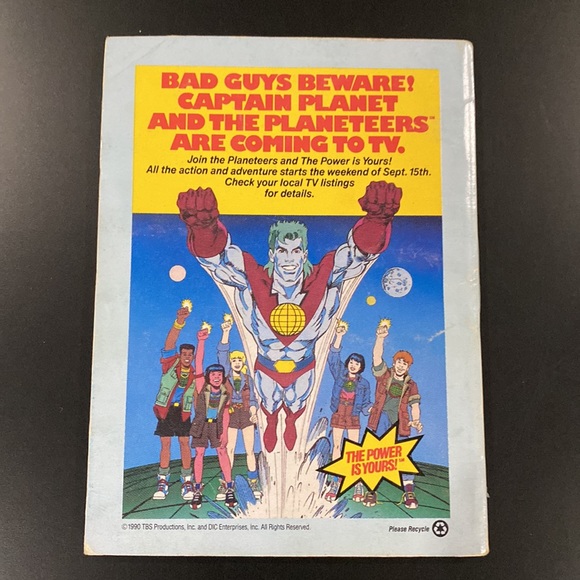 BAD GUYS BEWARE!
CAPTAIN PLANET
AND THE PLANETEERS™
ARE COMING TO TV.
Join the Planeteers and The Power is Yours!
All the action and adventure starts the weekend of Sept. 15th.
Check your local TV listings
for details.
THE POWER
IS YOURS!™
©1990 TBS Productions, Inc. and DIC Enterprises, Inc. All Rights Reserved.
Please Recycle